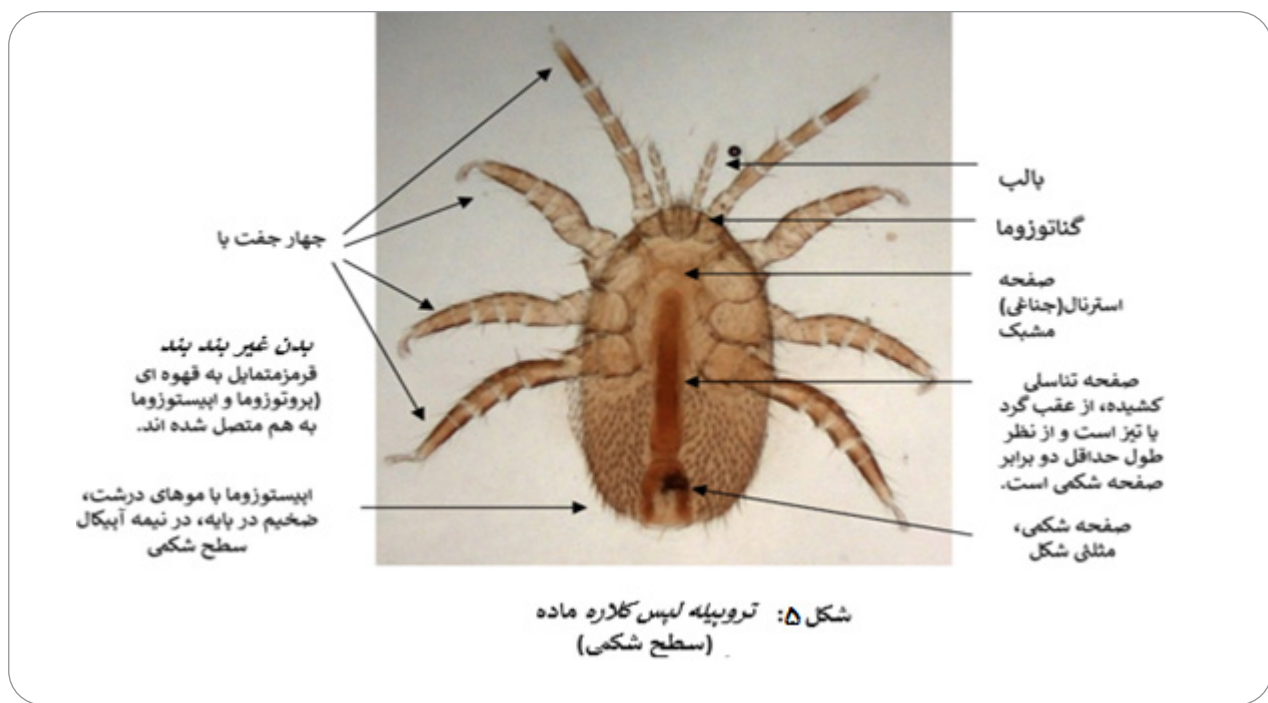 پالپ
گناتوزوما
صفحه
استرنال(جناغی)
مشبک
صفحه تناسلی
کشیده، از عقب گرد
یا تیز است و از نظر
طول حداقل دو برابر
صفحه شکمی است.
صفحه شکمی،
مثلثی شکل
چهار جفت پا
بدن غیر بند بند
قرمزمتمایل به قهوه ای
(پروتوزوما و اپیستوزوما
به هم متصل شده اند.
اپیستوزوما با موهای درشت،
ضخیم در پایه، در نیمه آپیکال
سطح شکمی
شکل ۵: تروپیله لپس کلاره ماده
(سطح شکمی)